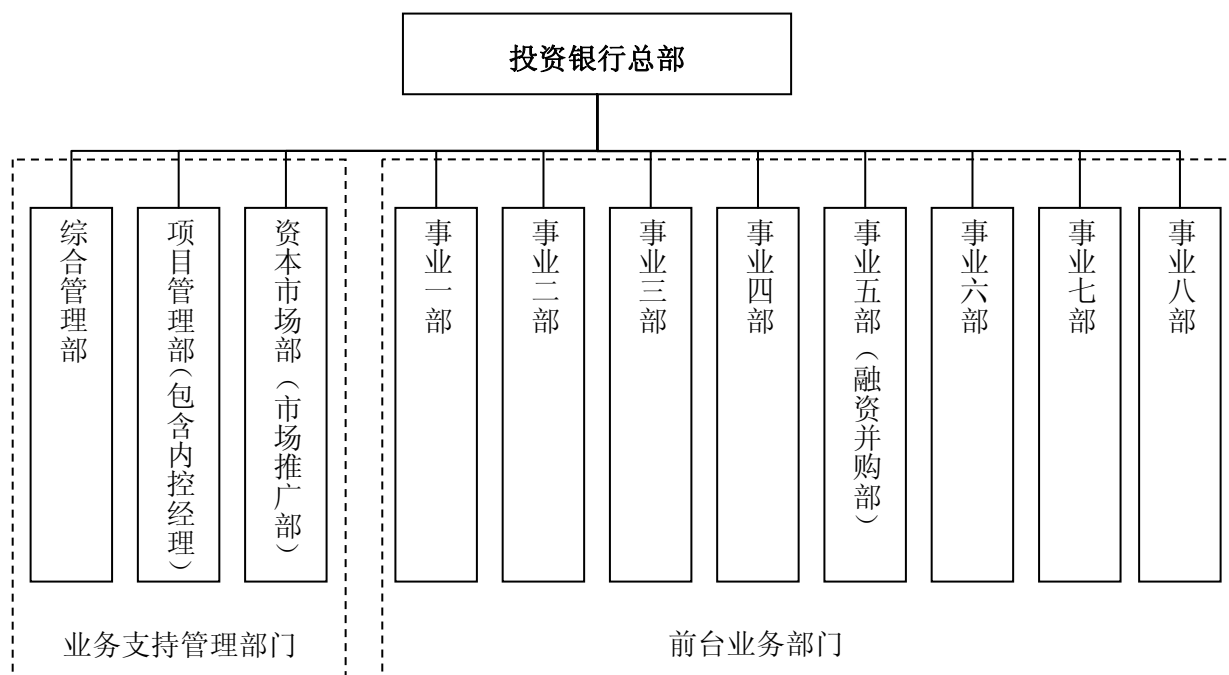 投资银行总部
综合管理部
项目管理部(包含内控经理)
资本市场部（市场推广部）
事业一部
事业二部
事业三部
事业四部
事业五部（融资并购部）
事业六部
事业七部
事业八部
业务支持管理部门
前台业务部门